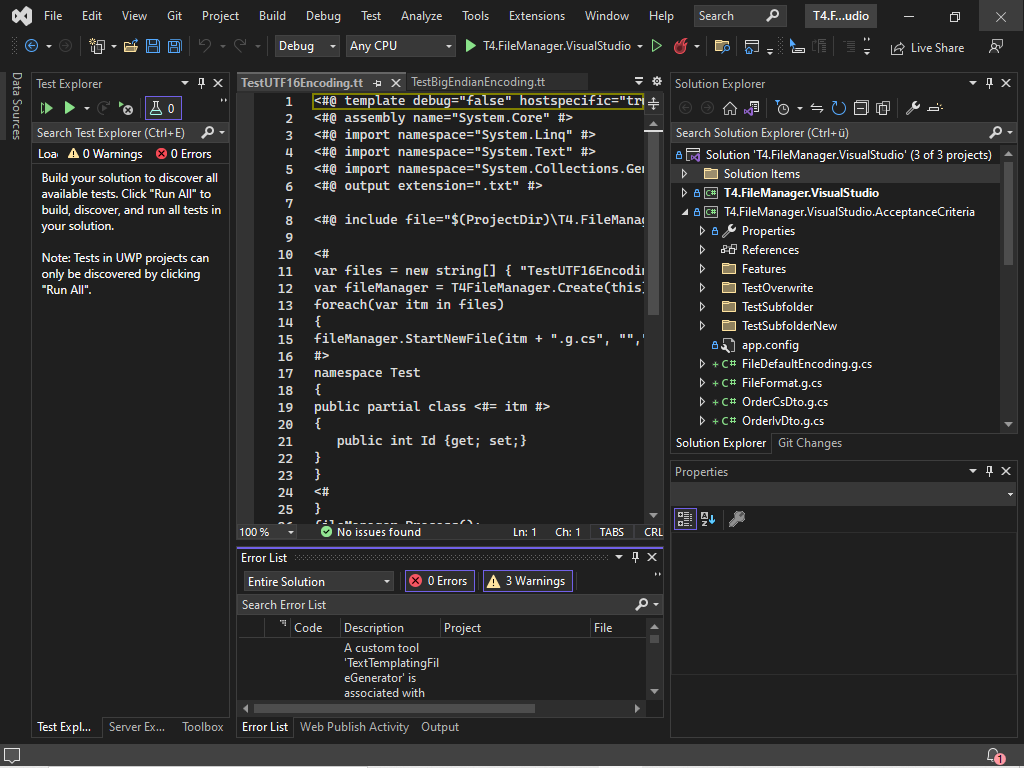 File Edit View Git Project Build Debug Test Analyze Tools Extensions Window Help Search T4.F...udio
Debug Any CPU T4.FileManager.VisualStudio Live Share
Data Sources
Test Explorer
0
Search Test Explorer (Ctrl+E)
Loa 0 Warnings 0 Errors
Build your solution to discover all
available tests. Click "Run All" to
build, discover, and run all tests in
your solution.
Note: Tests in UWP projects can
only be discovered by clicking
"Run All".
Test Expl... Server Ex... Toolbox
TestUTF16Encoding.tt TestBigEndianEncoding.tt
1 <#@ template debug="false" hostspecific="tr
2 <#@ assembly name="System.Core" #>
3 <#@ import namespace="System.Linq" #>
4 <#@ import namespace="System.Text" #>
5 <#@ import namespace="System.Collections.Ge
6 <#@ output extension=".txt" #>
7
8 <#@ include file="$(ProjectDir)\T4.FileMana
9
10 <#
11 var files = new string[] { "TestUTF16Encodi
12 var fileManager = T4FileManager.Create(this
13 foreach(var itm in files)
14 {
15 fileManager.StartNewFile(itm + ".g.cs", "",
16 #>
17 namespace Test
18 {
19 public partial class <#= itm #>
20 {
21 public int Id {get; set;}
22 }
23 }
24 <#
25 }
26 fileManager.Process();
100 % No issues found Ln: 1 Ch: 1 TABS CRL
Error List
Entire Solution 0 Errors 3 Warnings
Search Error List
Code Description Project File
A custom tool
'TextTemplatingFil
eGenerator' is
associated with
Error List Web Publish Activity Output
Solution Explorer
Search Solution Explorer (Ctrl+ü)
Solution 'T4.FileManager.VisualStudio' (3 of 3 projects)
Solution Items
C# T4.FileManager.VisualStudio
C# T4.FileManager.VisualStudio.AcceptanceCriteria
Properties
References
Features
TestOverwrite
TestSubfolder
TestSubfolderNew
app.config
+ C# FileDefaultEncoding.g.cs
+ C# FileFormat.g.cs
+ C# OrderCsDto.g.cs
+ C# OrderIvDto.g.cs
Solution Explorer Git Changes
Properties
1